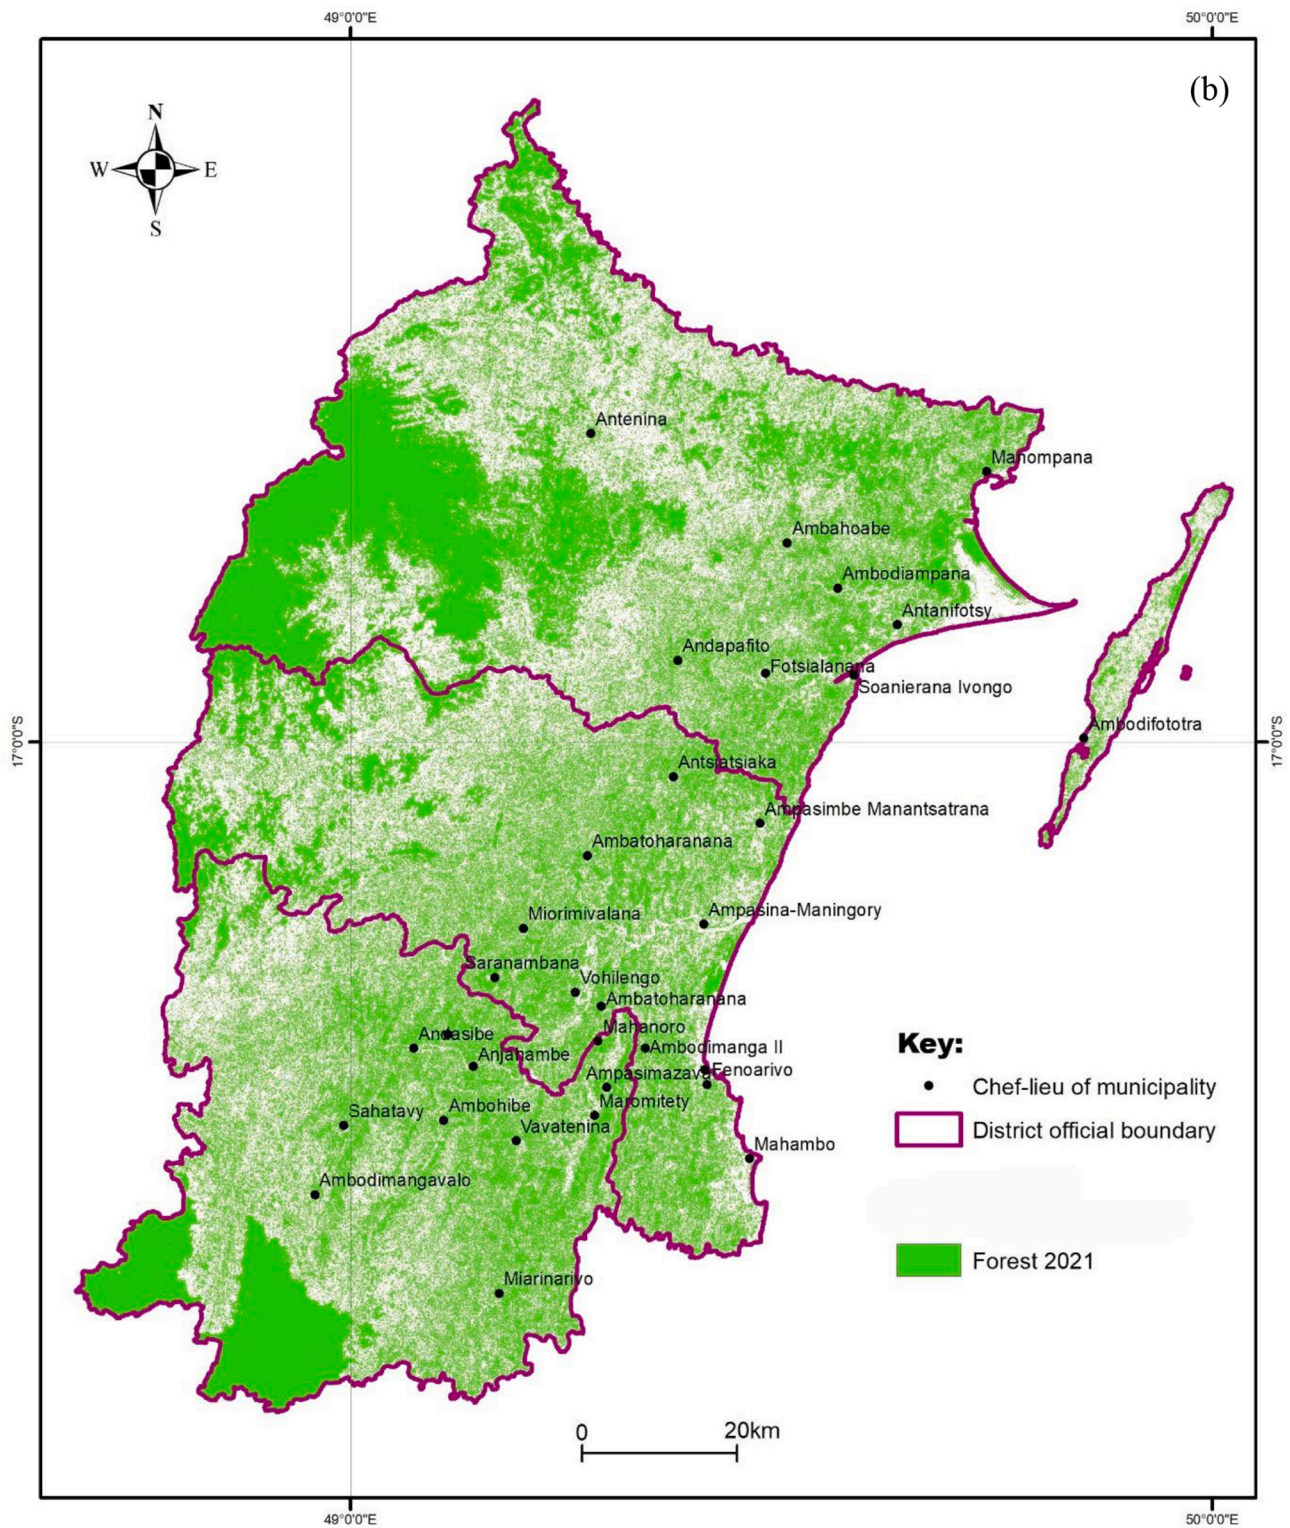 49°0'0"E
50°0'0"E
(b)
N
W
E
S
Antenina
Manompana
Ambahoabe
Ambodiampana
Antanifotsy
Andapafito
Fotsialanana
Soanierana Ivongo
17°0'0"S
17°0'0"S
Ambodifototra
Antsiatsiaka
Ampasimbe Manantsatrana
Ambatoharanana
Ampasina-Maningory
Miorimivalana
Saranambana
Vohilengo
Ambatoharanana
Mahanoro
Andasibe
Ambodimanga II
Anjahambe
Ampasimazava
Fenoarivo
Maromitety
Ambohibe
Sahatavy
Vavatenina
Mahambo
Ambodimangavalo
Miarinarivo
Key:
Chef-lieu of municipality
District official boundary
Forest 2021
0
20km
49°0'0"E
50°0'0"E